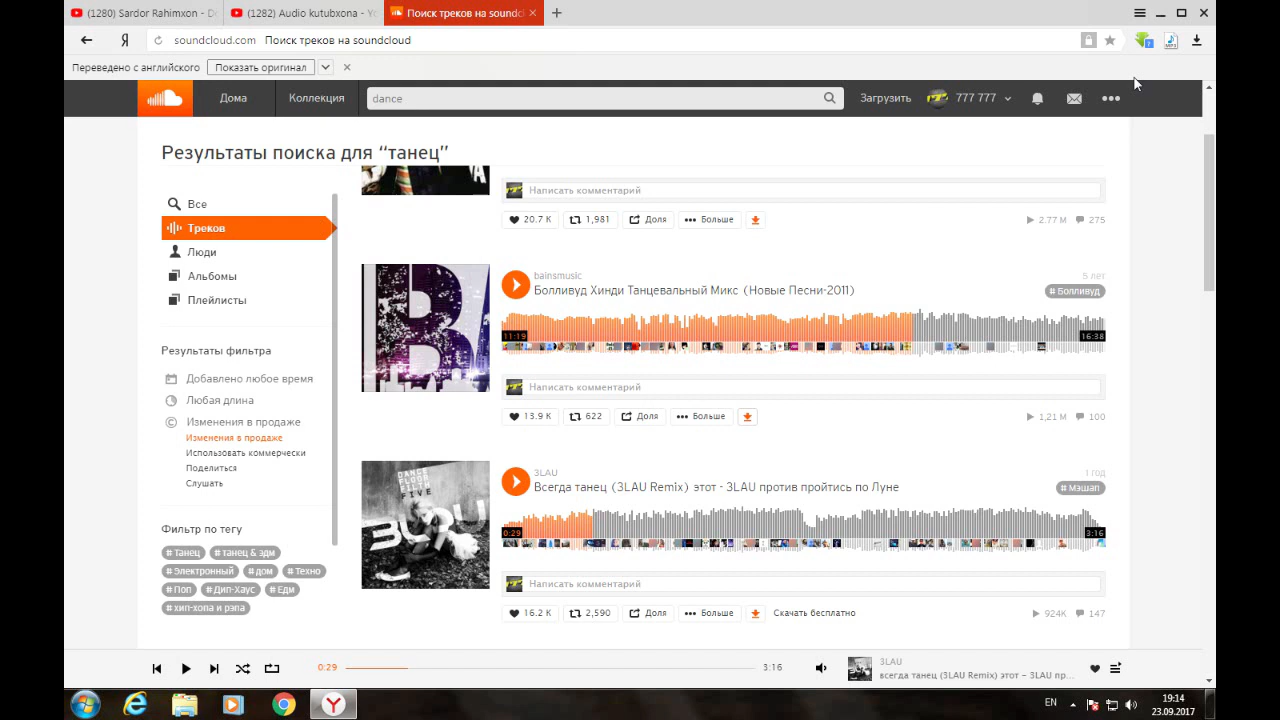 (1280) Sardor Rahimxon - D
(1282) Audio kutubxona - Yo
Поиск треков на soundcl
soundcloud.com Поиск треков на soundcloud
Переведено с английского Показать оригинал
Дома Коллекция dance Загрузить 777 777
Результаты поиска для “танец”
VA
Написать комментарий
20.7 K 1,981 Доля Больше 2.77 M 275
Все
Треков
Люди
Альбомы
Плейлисты
Результаты фильтра
Добавлено любое время
Любая длина
Изменения в продаже
Изменения в продаже
Использовать коммерчески
Поделиться
Слушать
Фильтр по тегу
# Танец # танец & эдм
# Электронный # дом # Техно
# Поп # Дип-Хаус # Едм
# хип-хопа и рэпа
B
bainsmusic 5 лет
Болливуд Хинди Танцевальный Микс (Новые Песни-2011) # Болливуд
11:19 16:38
Написать комментарий
13.9 K 622 Доля Больше 1,21 M 100
DANCE
FLOOR
FILTH
FIVE
3LAU
3LAU 1 год
Всегда танец (3LAU Remix) этот - 3LAU против пройтись по Луне # Мэшап
0:29 3:16
Написать комментарий
16.2 K 2,590 Доля Больше Скачать бесплатно 924K 147
0:29 3:16
3LAU
всегда танец (3LAU Remix) этот – 3LAU пр...
EN 19:14
23.09.2017